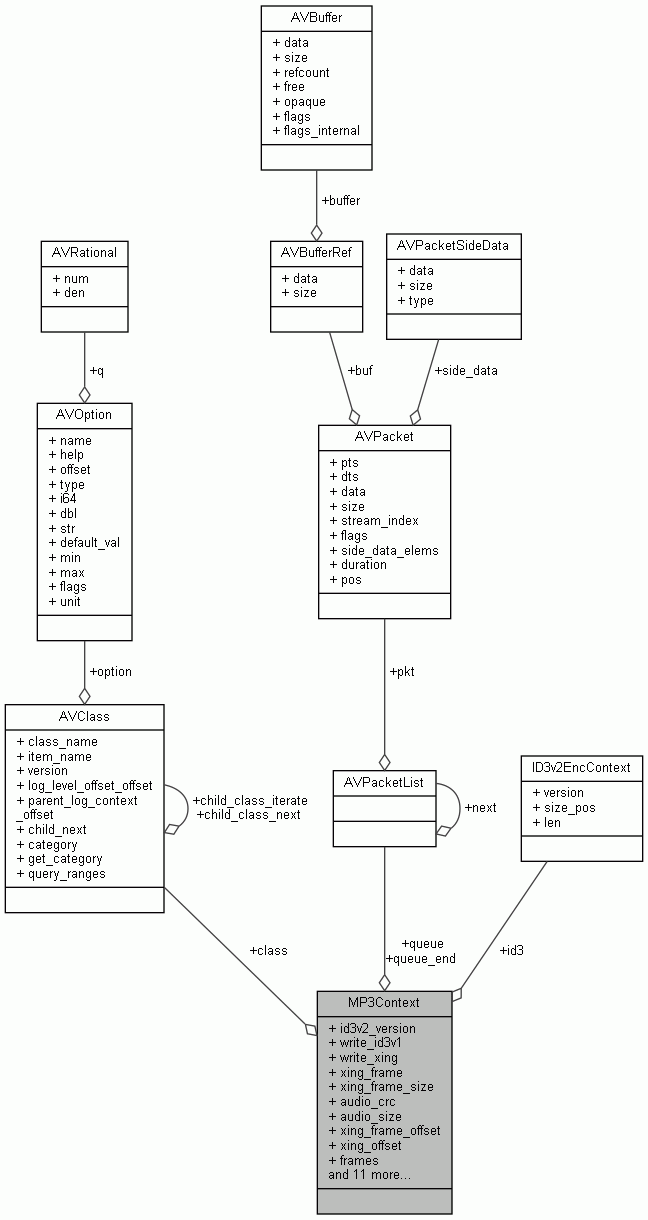 AVBuffer
+ data
+ size
+ refcount
+ free
+ opaque
+ flags
+ flags_internal
+buffer
AVRational
+ num
+ den
AVBufferRef
+ data
+ size
AVPacketSideData
+ data
+ size
+ type
+q
+buf
+side_data
AVOption
+ name
+ help
+ offset
+ type
+ i64
+ dbl
+ str
+ default_val
+ min
+ max
+ flags
+ unit
AVPacket
+ pts
+ dts
+ data
+ size
+ stream_index
+ flags
+ side_data_elems
+ duration
+ pos
+option
+pkt
AVClass
+ class_name
+ item_name
+ version
+ log_level_offset_offset
+ parent_log_context
_offset
+ child_next
+ category
+ get_category
+ query_ranges
+child_class_iterate
+child_class_next
AVPacketList
+next
ID3v2EncContext
+ version
+ size_pos
+ len
+class
+queue
+queue_end
+id3
MP3Context
+ id3v2_version
+ write_id3v1
+ write_xing
+ xing_frame
+ xing_frame_size
+ audio_crc
+ audio_size
+ xing_frame_offset
+ xing_offset
+ frames
and 11 more...